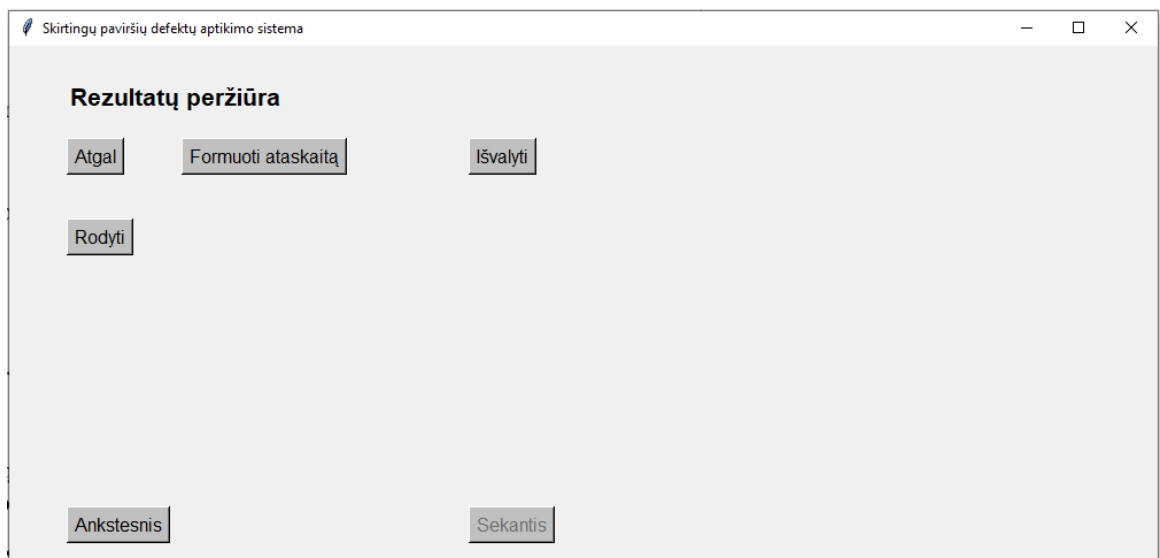 Skirtingų paviršių defektų aptikimo sistema
Rezultatų peržiūra
Atgal Formuoti ataskaitą Išvalyti
Rodyti
Ankstesnis Sekantis